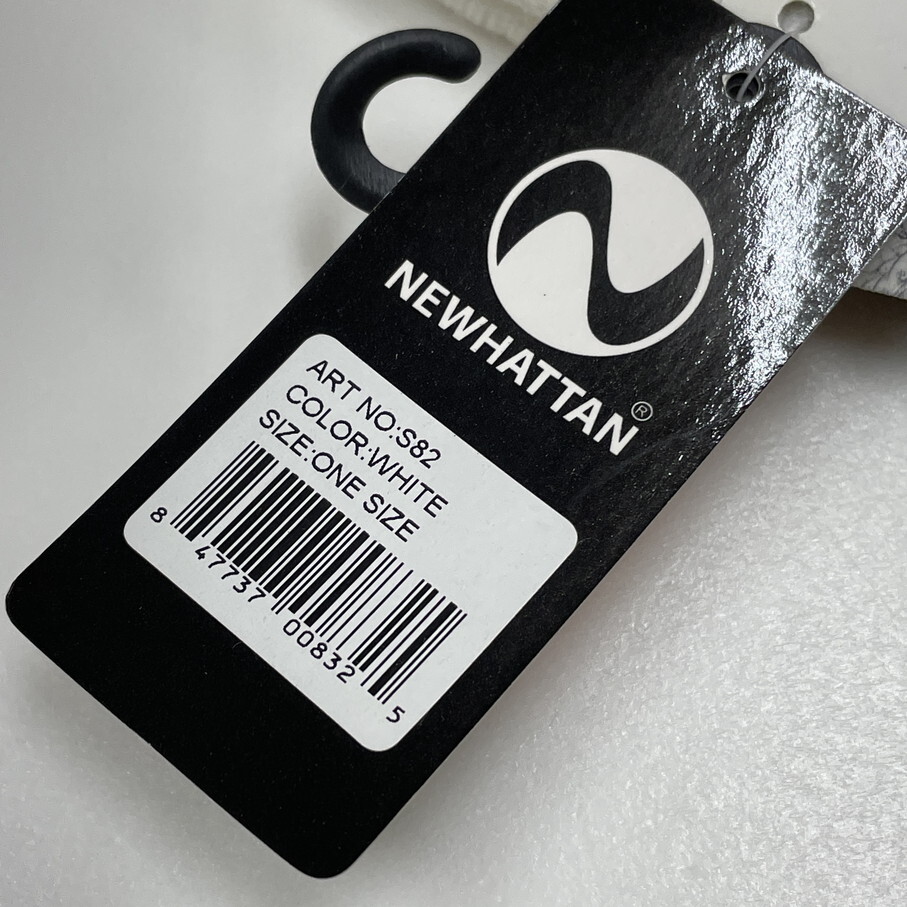 NEWHATTAN®
ART NO:S82
COLOR:WHITE
SIZE:ONE SIZE
8 47737 00832 5